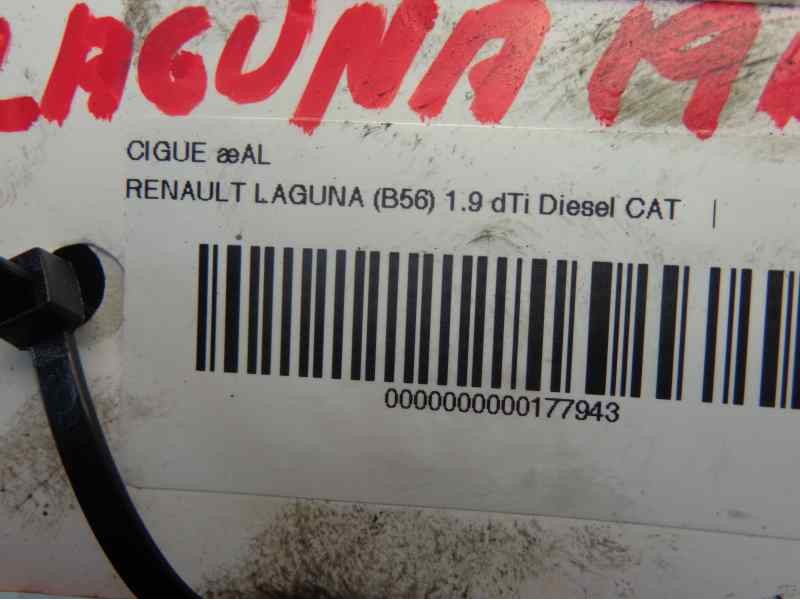 LAGUNA
CIGUE æAL
RENAULT LAGUNA (B56) 1.9 dTi Diesel CAT |
0000000000177943